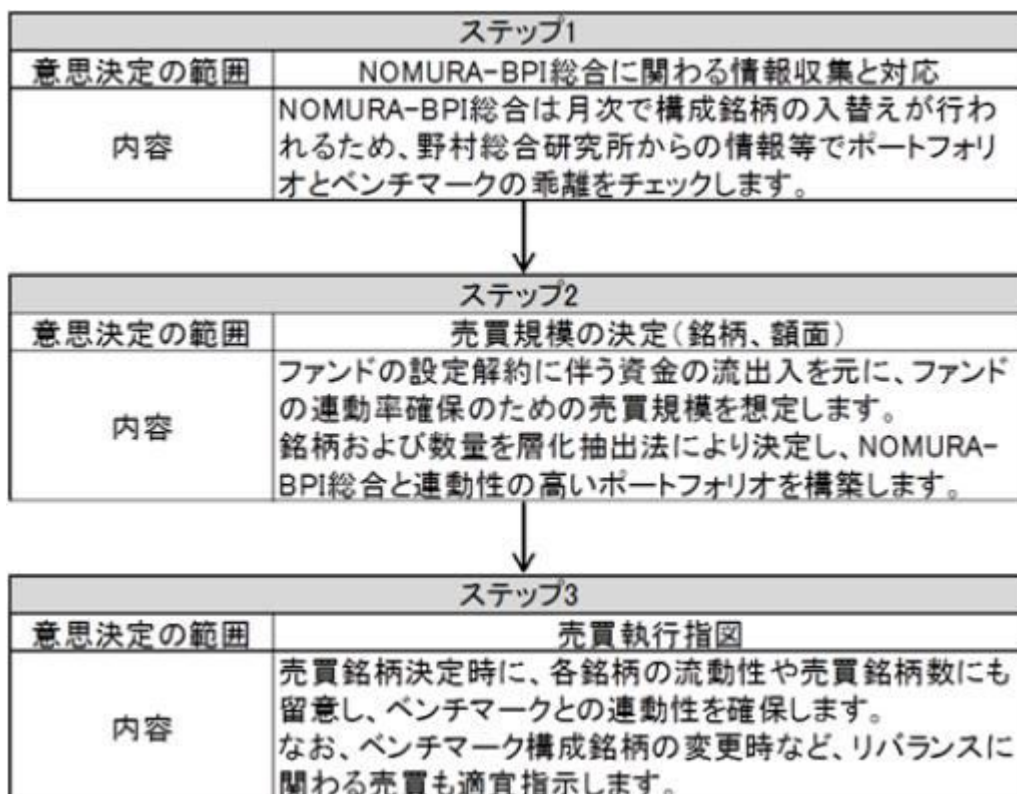 ステップ1
意思決定の範囲 NOMURA-BPI総合に関わる情報収集と対応
内容
NOMURA-BPI総合は月次で構成銘柄の入替えが行わ
れるため、野村総合研究所からの情報等でポートフォリ
オとベンチマークの乖離をチェックします。
ステップ2
意思決定の範囲 売買規模の決定(銘柄、額面)
内容
ファンドの設定解約に伴う資金の流出入を元に、ファンド
の連動率確保のための売買規模を想定します。
銘柄および数量を層化抽出法により決定し、NOMURA-
BPI総合と連動性の高いポートフォリオを構築します。
ステップ3
意思決定の範囲 売買執行指図
内容
売買銘柄決定時に、各銘柄の流動性や売買銘柄数にも
留意し、ベンチマークとの連動性を確保します。
なお、ベンチマーク構成銘柄の変更時など、リバランスに
関わる売買も適宜指示します。